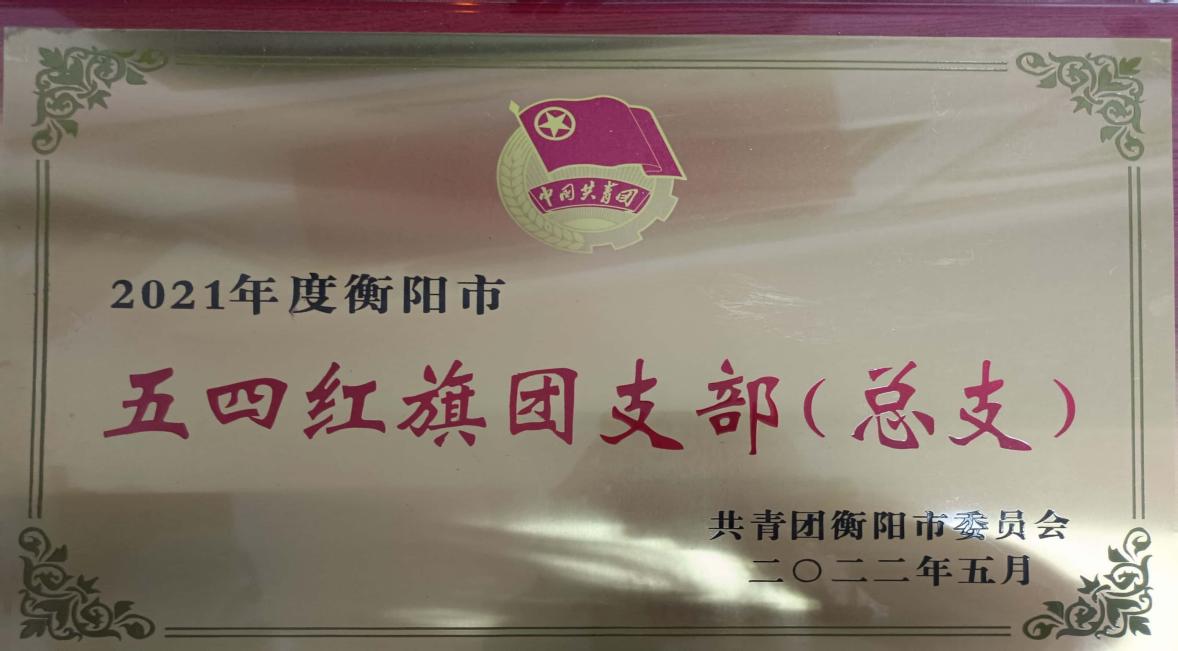 中国共青团
2021年度衡阳市
五四红旗团支部(总支)
共青团衡阳市委员会
二〇二二年五月